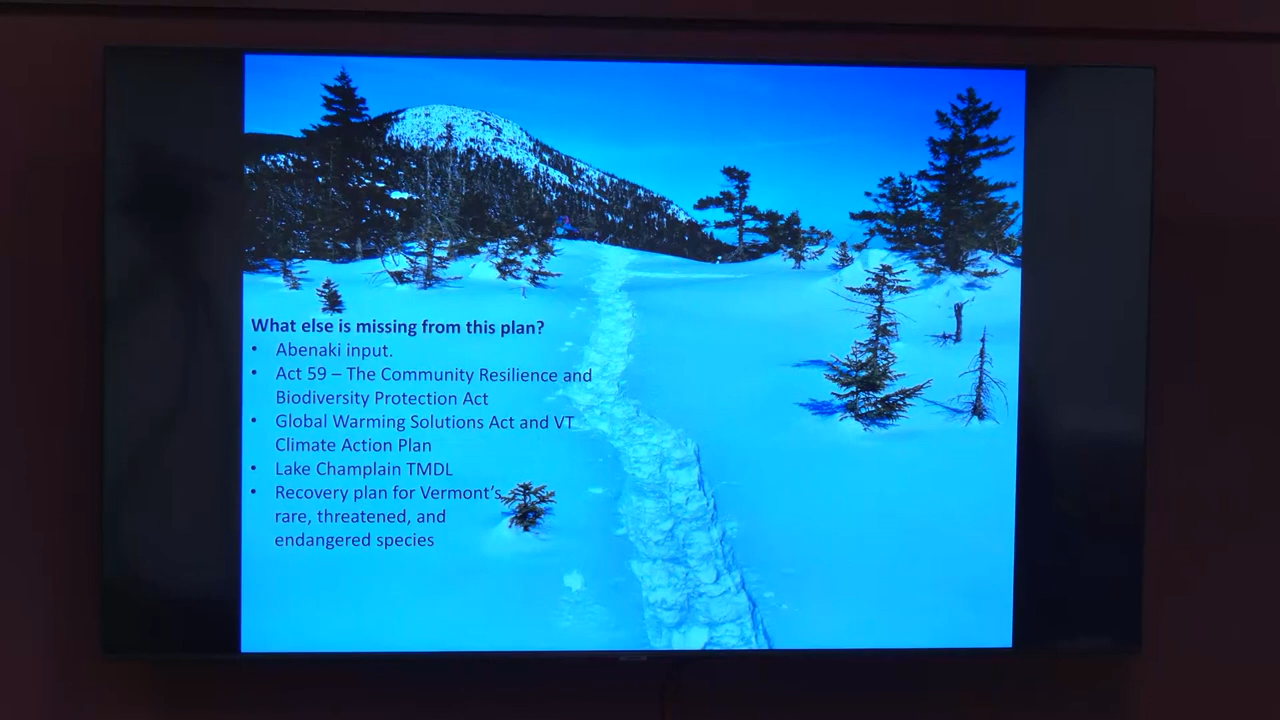 What else is missing from this plan?
• Abenaki input.
• Act 59 – The Community Resilience and
Biodiversity Protection Act
• Global Warming Solutions Act and VT
Climate Action Plan
• Lake Champlain TMDL
• Recovery plan for Vermont's
rare, threatened, and
endangered species